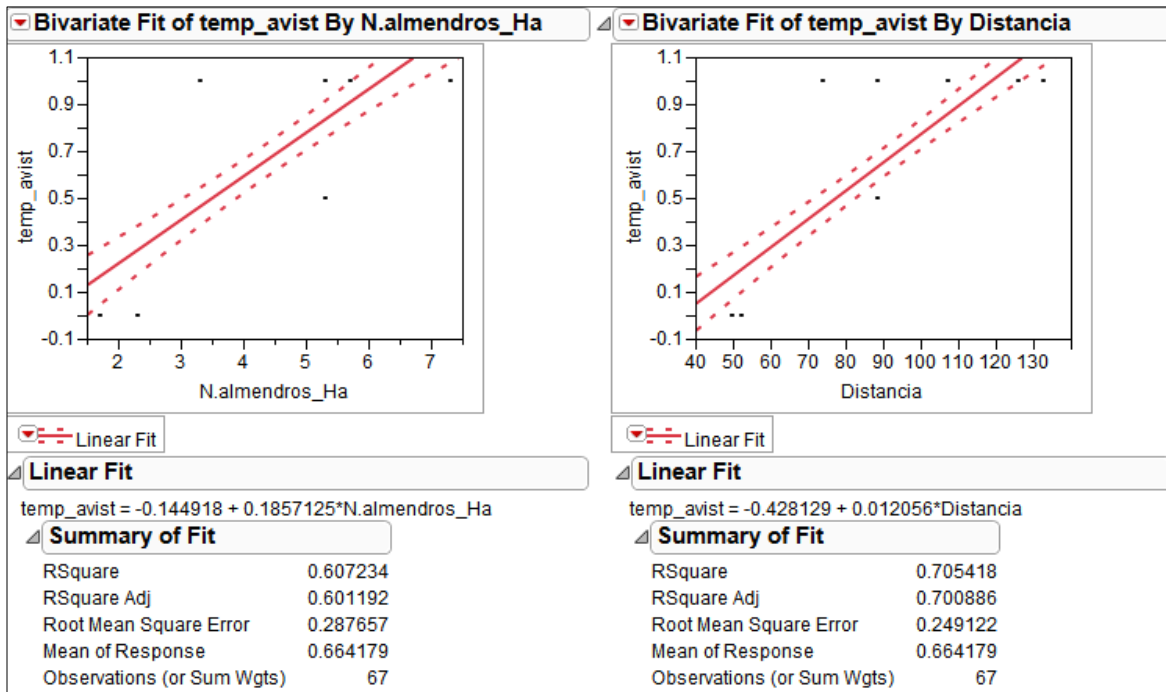 Bivariate Fit of temp_avist By N.almendros_Ha
1.1
0.9
0.7
0.5
0.3
0.1
-0.1
temp_avist
2 3 4 5 6 7
N.almendros_Ha
Linear Fit
Linear Fit
temp_avist = -0.144918 + 0.1857125*N.almendros_Ha
Summary of Fit
RSquare 0.607234
RSquare Adj 0.601192
Root Mean Square Error 0.287657
Mean of Response 0.664179
Observations (or Sum Wgts) 67
Bivariate Fit of temp_avist By Distancia
1.1
0.9
0.7
0.5
0.3
0.1
-0.1
temp_avist
40 50 60 70 80 90 100 110 120 130
Distancia
Linear Fit
Linear Fit
temp_avist = -0.428129 + 0.012056*Distancia
Summary of Fit
RSquare 0.705418
RSquare Adj 0.700886
Root Mean Square Error 0.249122
Mean of Response 0.664179
Observations (or Sum Wgts) 67